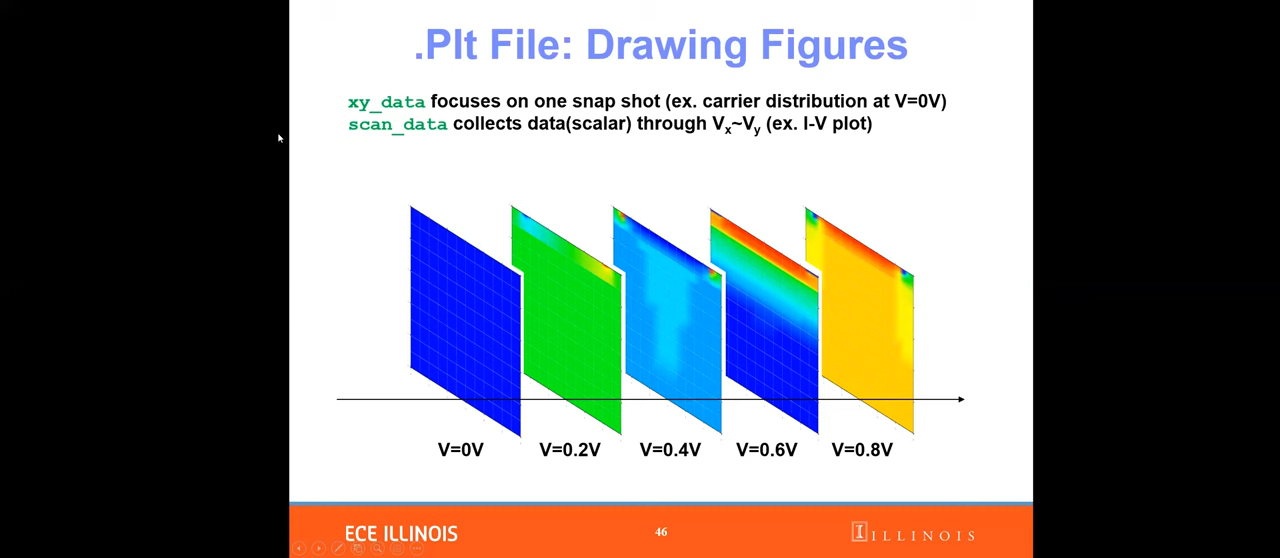 .Plt File: Drawing Figures
xy_data focuses on one snap shot (ex. carrier distribution at V=0V)
scan_data collects data(scalar) through Vx~Vy (ex. I-V plot)
V=0V V=0.2V V=0.4V V=0.6V V=0.8V
ECE ILLINOIS 46 I ILLINOIS